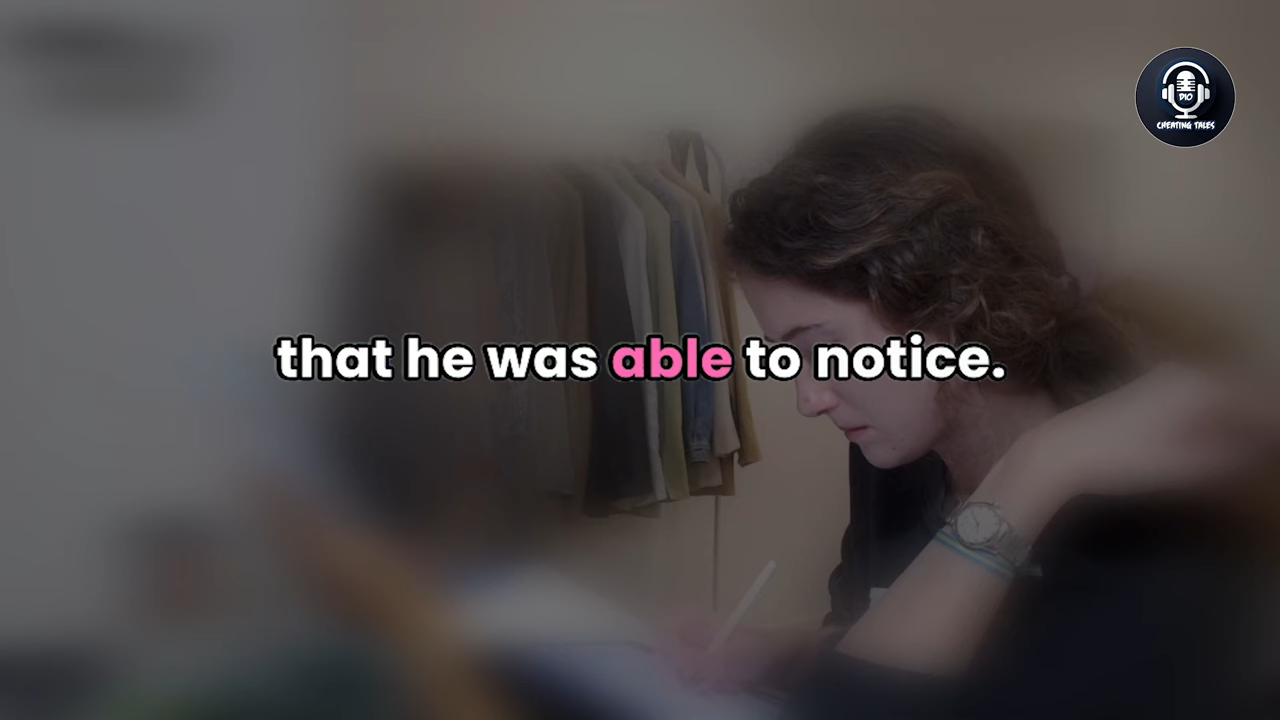 DIO
CHEATING TALES
that he was able to notice.